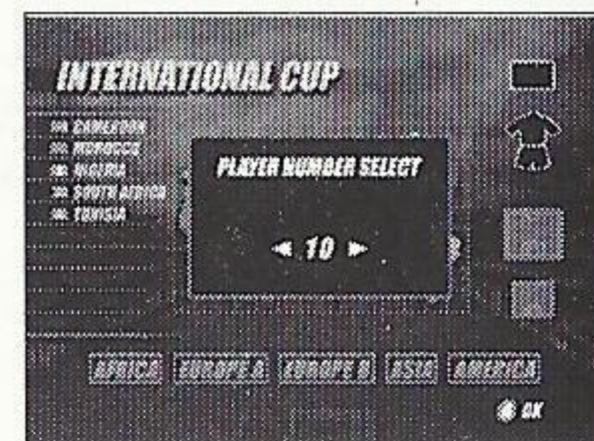 INTERNATIONAL CUP
CAMEROON
MOROCCO
NIGERIA
SOUTH AFRICA
TUNISIA
PLAYER NUMBER SELECT
◄ 10 ►
AFRICA EUROPE A EUROPE B ASIA AMERICA
OK